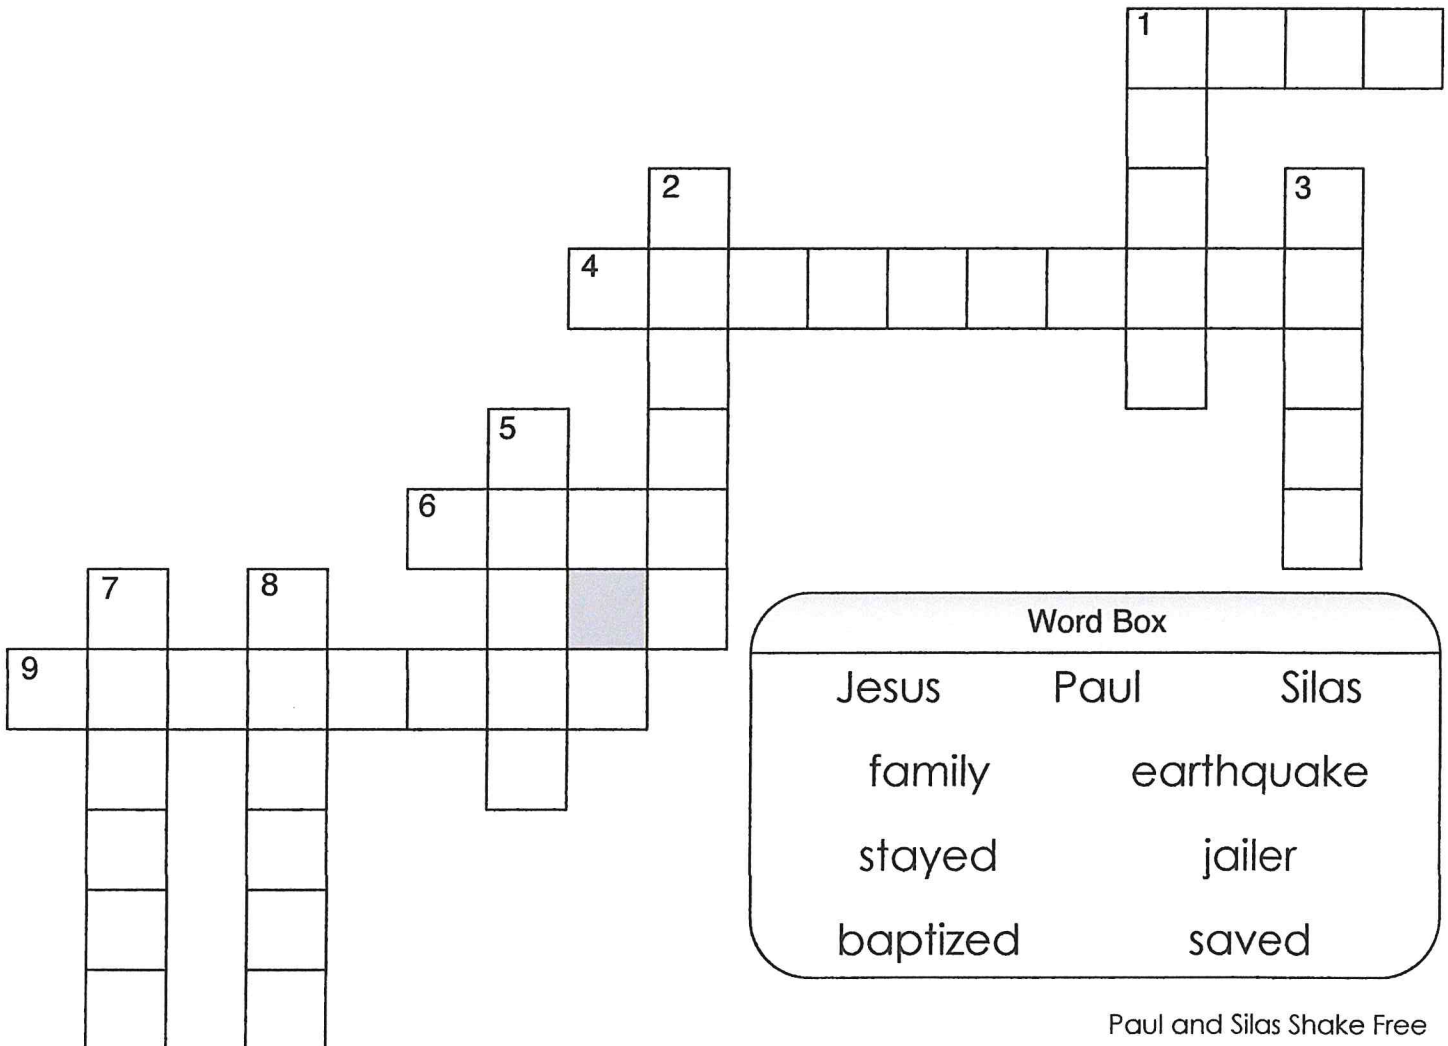 1
2
3
4
5
6
7
8
9
Word Box
Jesus Paul Silas
family earthquake
stayed jailer
baptized saved
Paul and Silas Shake Free